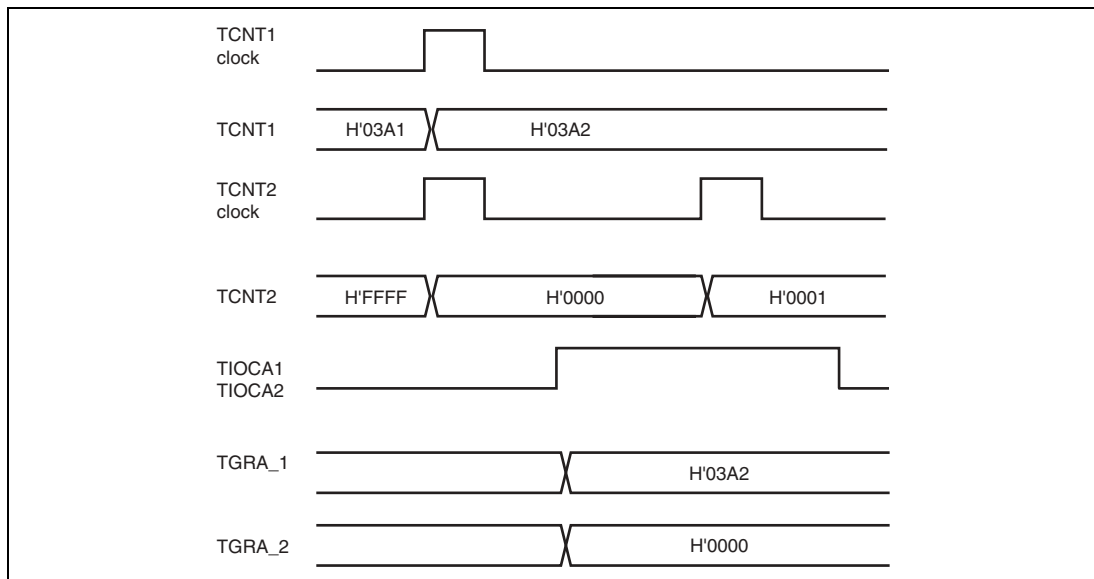 TCNT1
clock
TCNT1 H'03A1 H'03A2
TCNT2
clock
TCNT2 H'FFFF H'0000 H'0001
TIOCA1
TIOCA2
TGRA_1 H'03A2
TGRA_2 H'0000